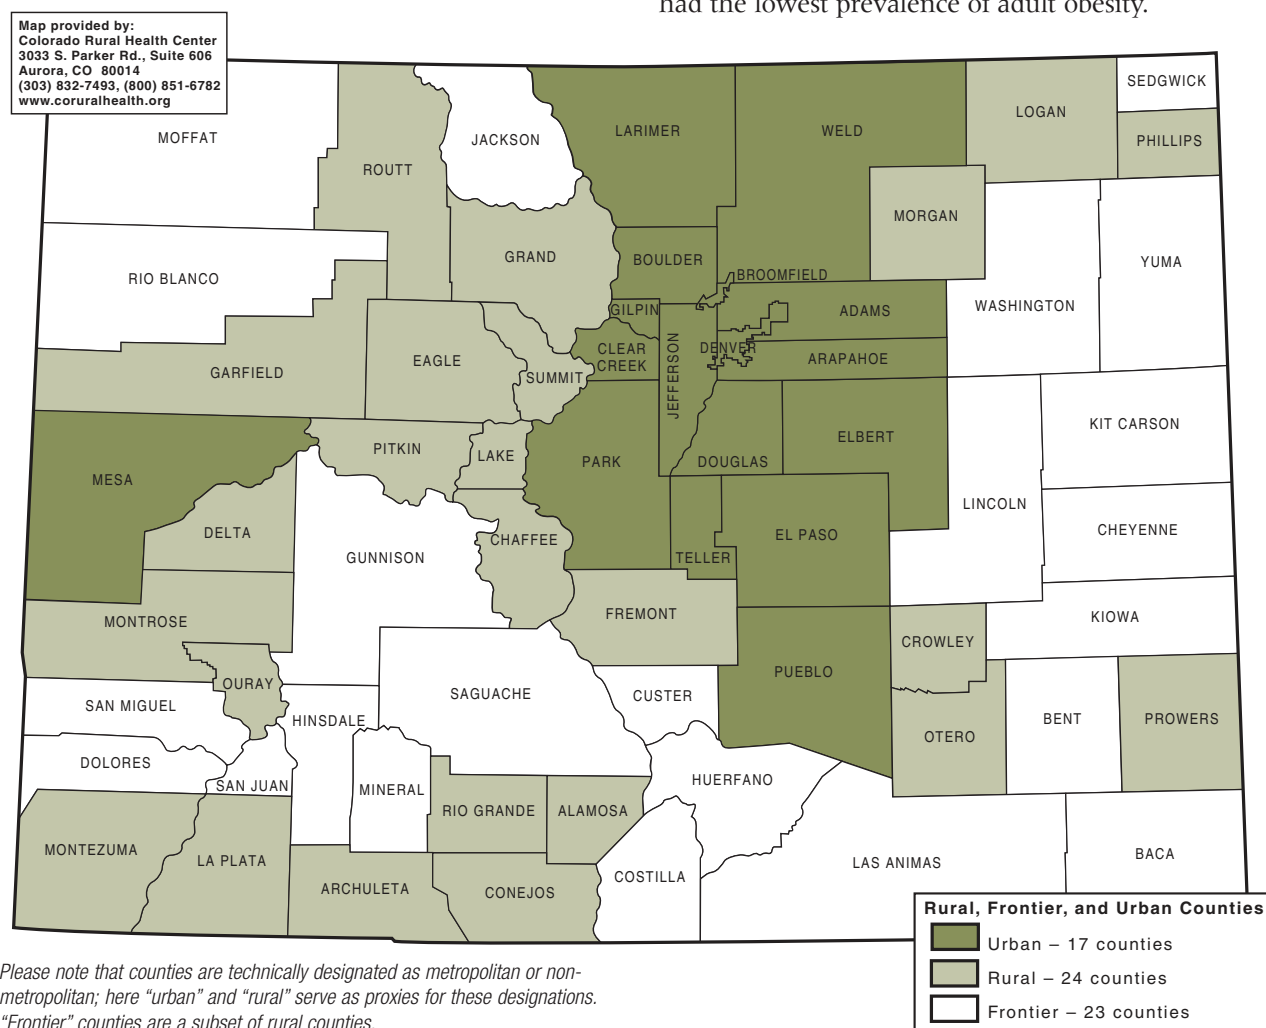 had the lowest prevalence of adult obesity.
Map provided by:
Colorado Rural Health Center
3033 S. Parker Rd., Suite 606
Aurora, CO 80014
(303) 832-7493, (800) 851-6782
www.coruralhealth.org
SEDGWICK
LOGAN
PHILLIPS
MOFFAT
JACKSON
LARIMER
WELD
ROUTT
MORGAN
GRAND
BOULDER
YUMA
RIO BLANCO
BROOMFIELD
WASHINGTON
GILPIN
ADAMS
CLEAR
CREEK
DENVER
ARAPAHOE
EAGLE
GARFIELD
SUMMIT
JEFFERSON
KIT CARSON
ELBERT
PITKIN
LAKE
PARK
DOUGLAS
MESA
LINCOLN
DELTA
CHAFFEE
EL PASO
CHEYENNE
GUNNISON
TELLER
MONTROSE
FREMONT
KIOWA
CROWLEY
PUEBLO
OURAY
SAGUACHE
CUSTER
SAN MIGUEL
HINSDALE
BENT
PROWERS
OTERO
DOLORES
SAN JUAN
MINERAL
HUERFANO
RIO GRANDE
ALAMOSA
MONTEZUMA
LA PLATA
LAS ANIMAS
BACA
COSTILLA
ARCHULETA
CONEJOS
Rural, Frontier, and Urban Counties
Urban – 17 counties
Rural – 24 counties
Frontier – 23 counties
Please note that counties are technically designated as metropolitan or non-
metropolitan; here “urban” and “rural” serve as proxies for these designations.
“Frontier” counties are a subset of rural counties.